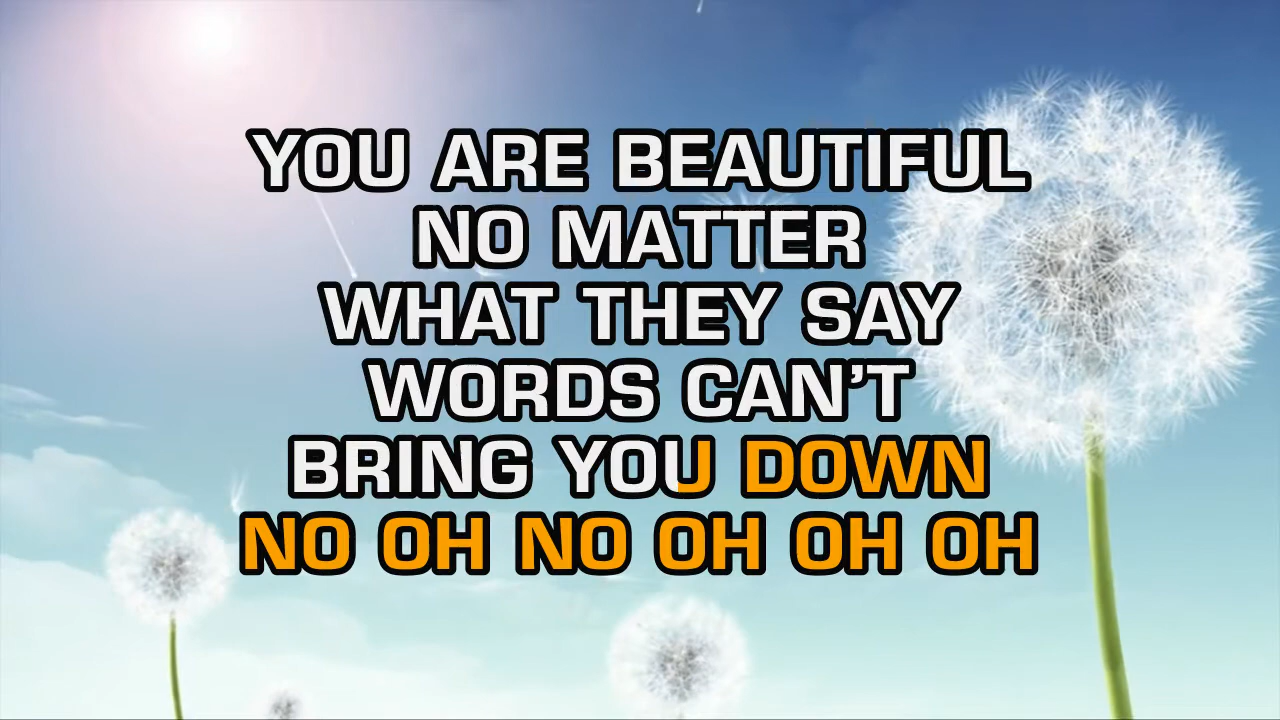 YOU ARE BEAUTIFUL
NO MATTER
WHAT THEY SAY
WORDS CAN’T
BRING YOU DOWN
NO OH NO OH OH OH